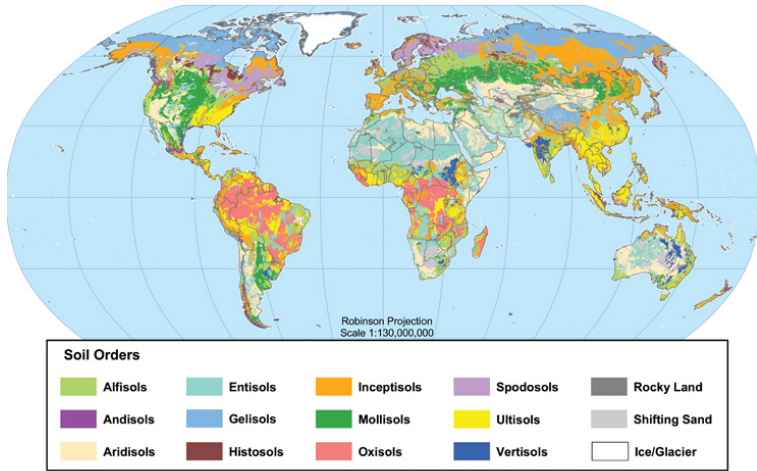 Robinson Projection
Scale 1:130,000,000
Soil Orders
Alfisols
Entisols
Inceptisols
Spodosols
Rocky Land
Andisols
Gelisols
Mollisols
Ultisols
Shifting Sand
Aridisols
Histosols
Oxisols
Vertisols
Ice/Glacier